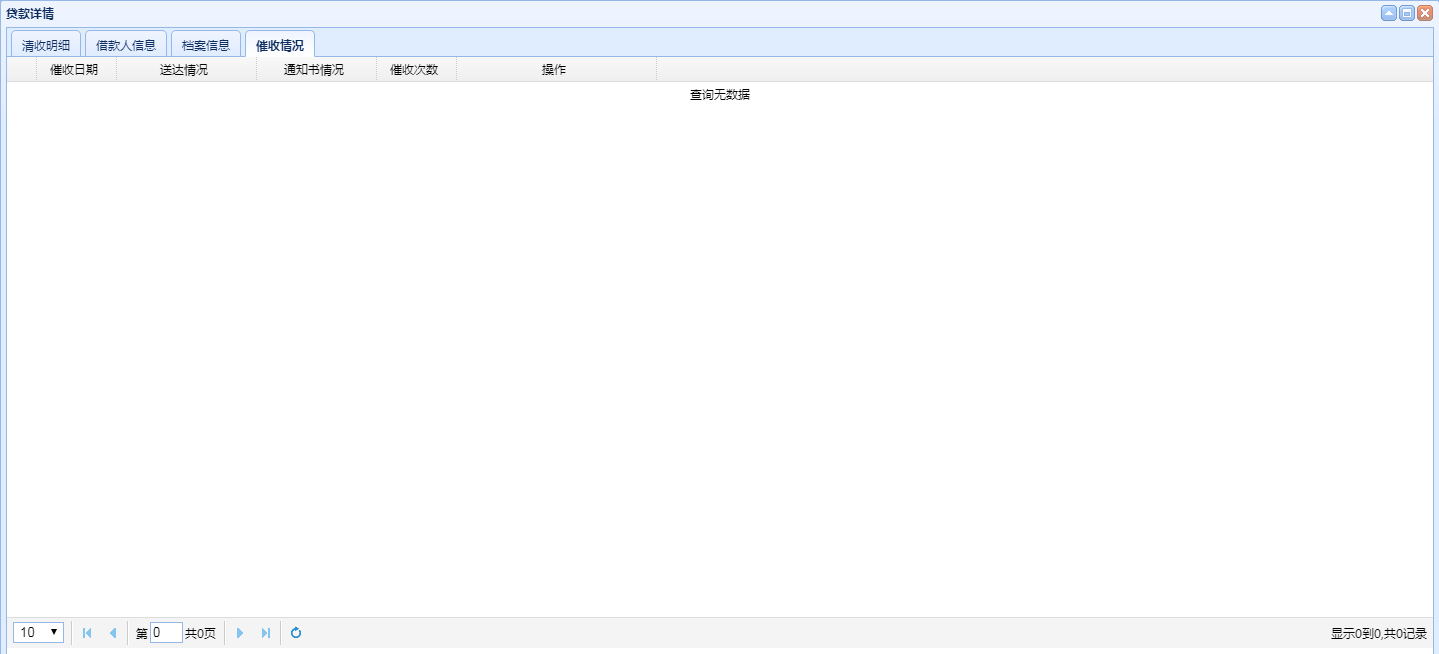 贷款详情
清收明细 借款人信息 档案信息 催收情况
催收日期 送达情况 通知书情况 催收次数 操作
查询无数据
10 第 0 共0页 显示0到0,共0记录